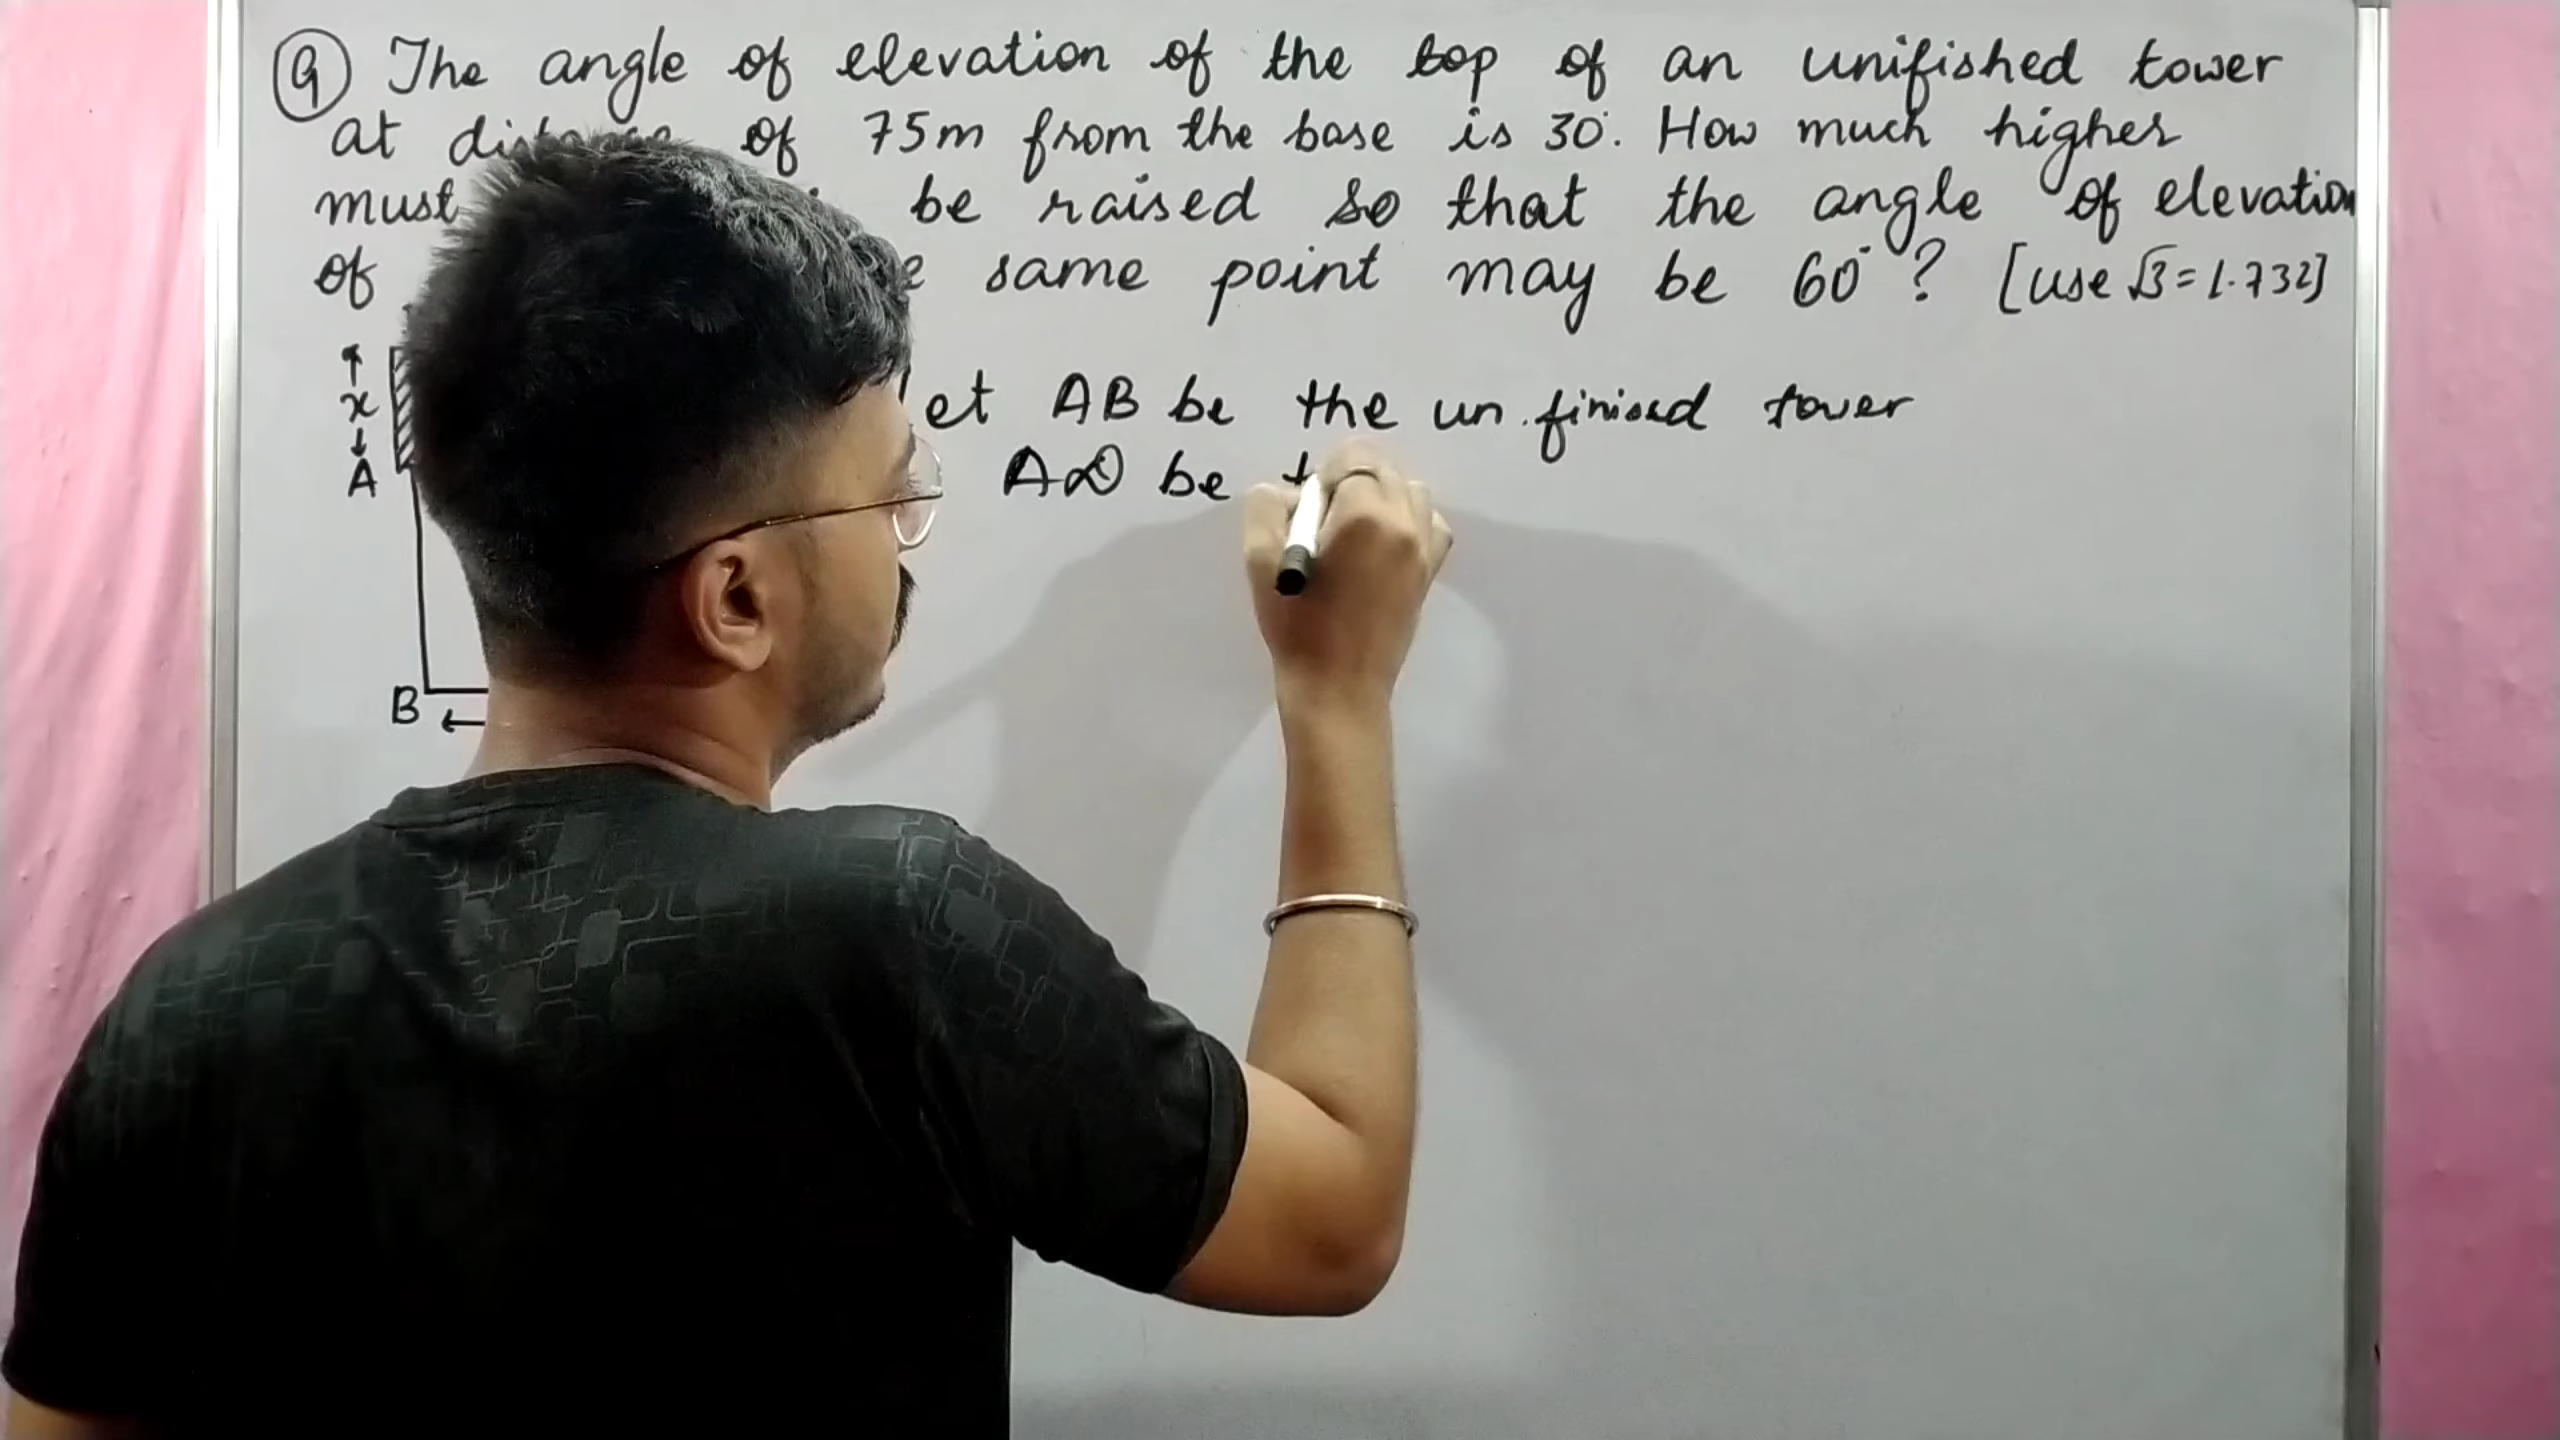 Q The angle of elevation of the top of an unifished tower
at of 75m from the base is 30°. How much higher
must be raised so that the angle of elevation
of same point may be 60°? [use √3=1.732]
x
et AB be the un.finised tower
A
AD be
B